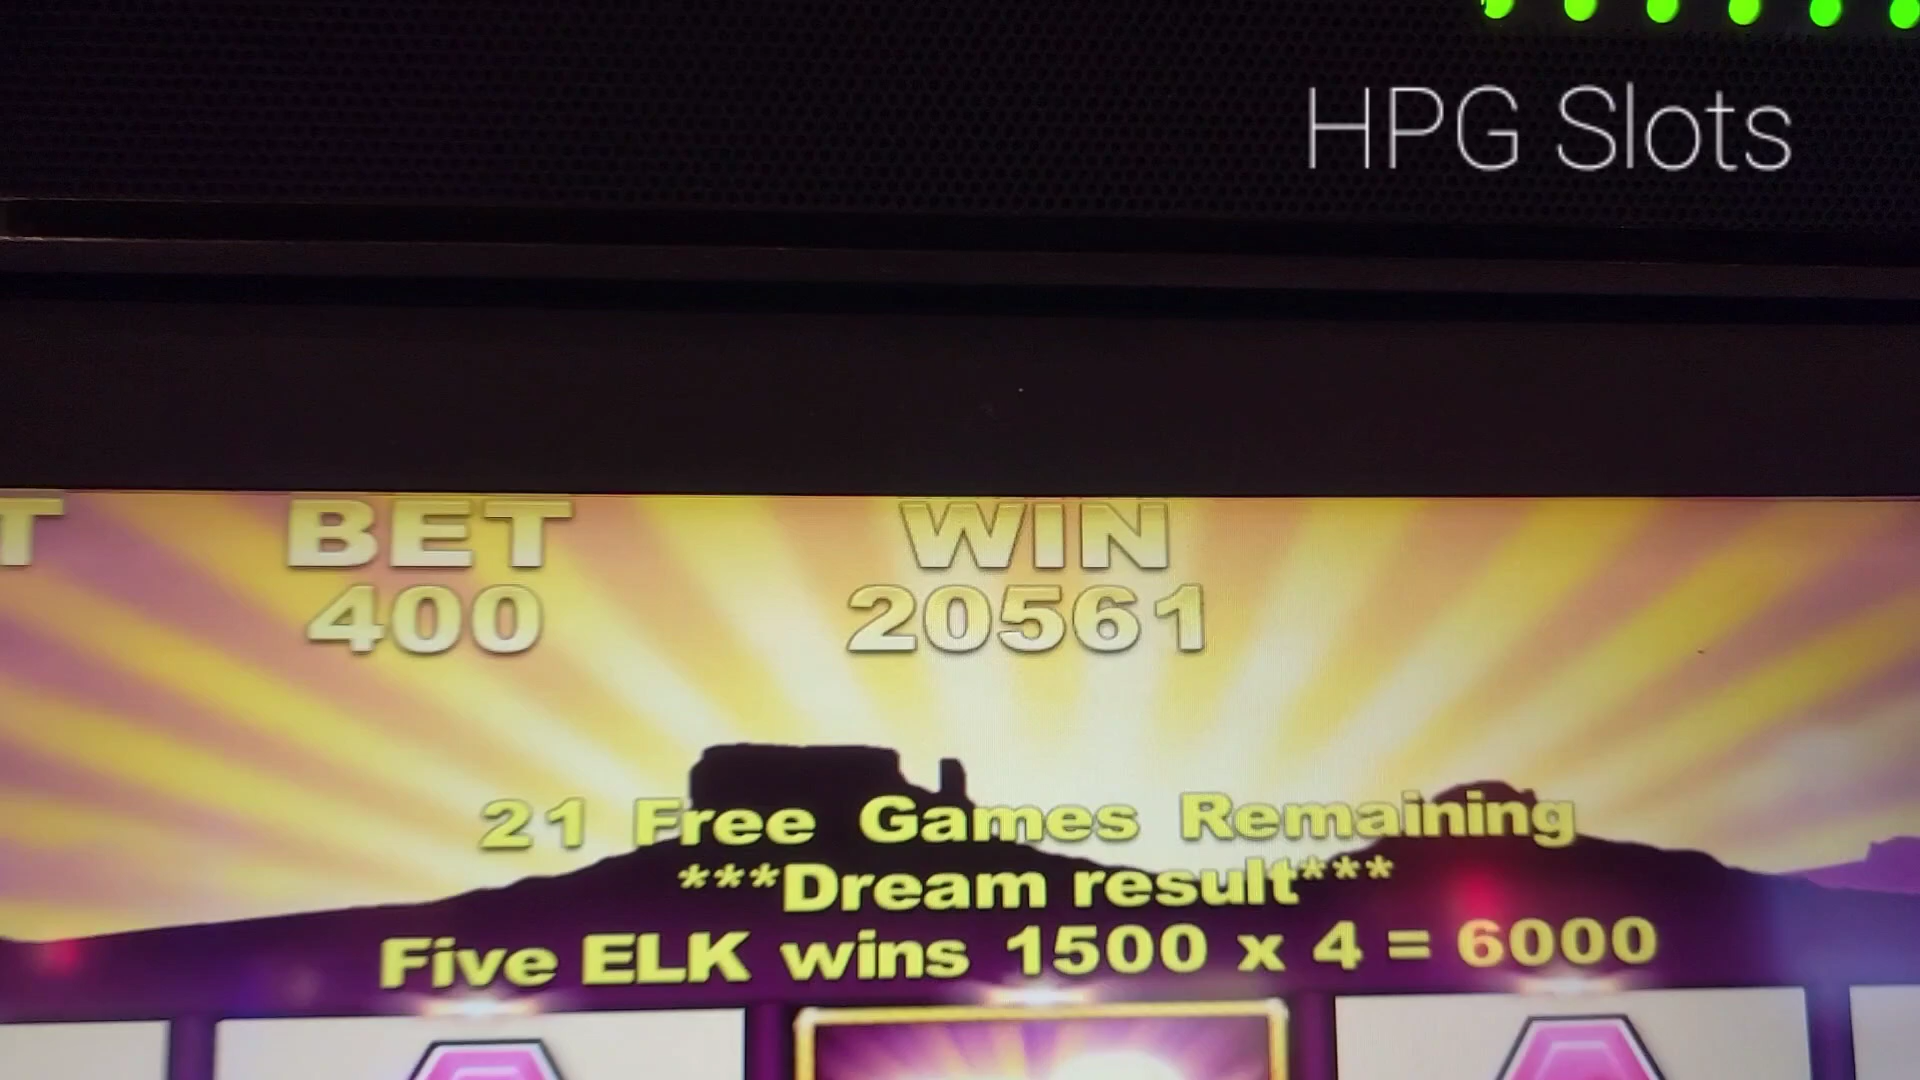 HPG Slots
T BET WIN
400 20561
21 Free Games Remaining
***Dream result***
Five ELK wins 1500 x 4 = 6000